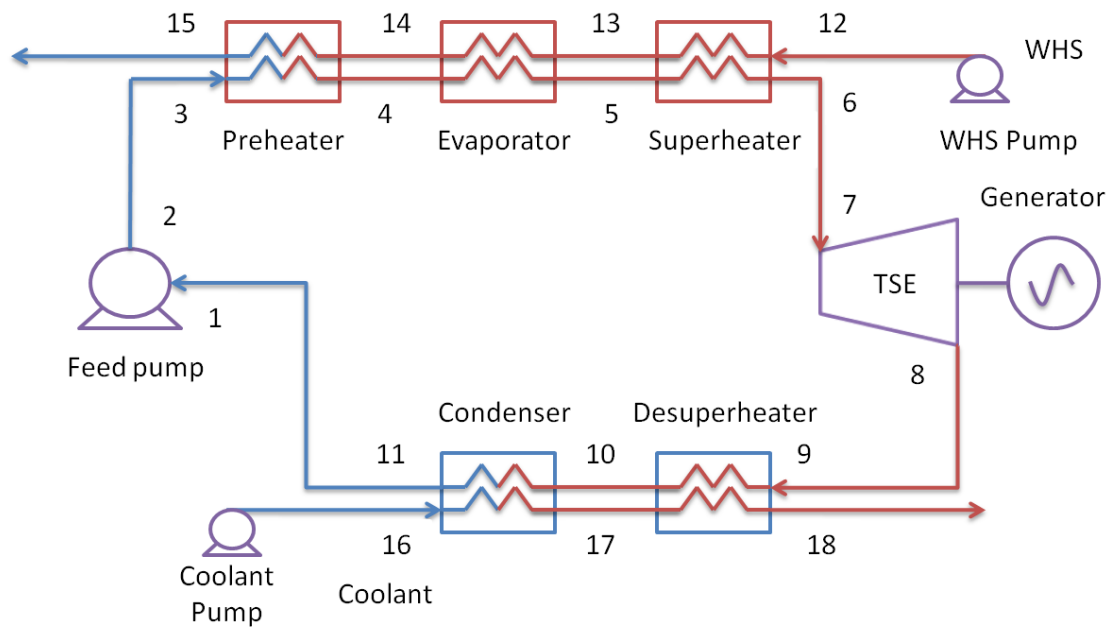 15 14 13 12
WHS
3 4 5 6
Preheater Evaporator Superheater WHS Pump
Generator
2 7
TSE
1
Feed pump
8
Condenser Desuperheater
11 10 9
16 17 18
Coolant
Pump
Coolant